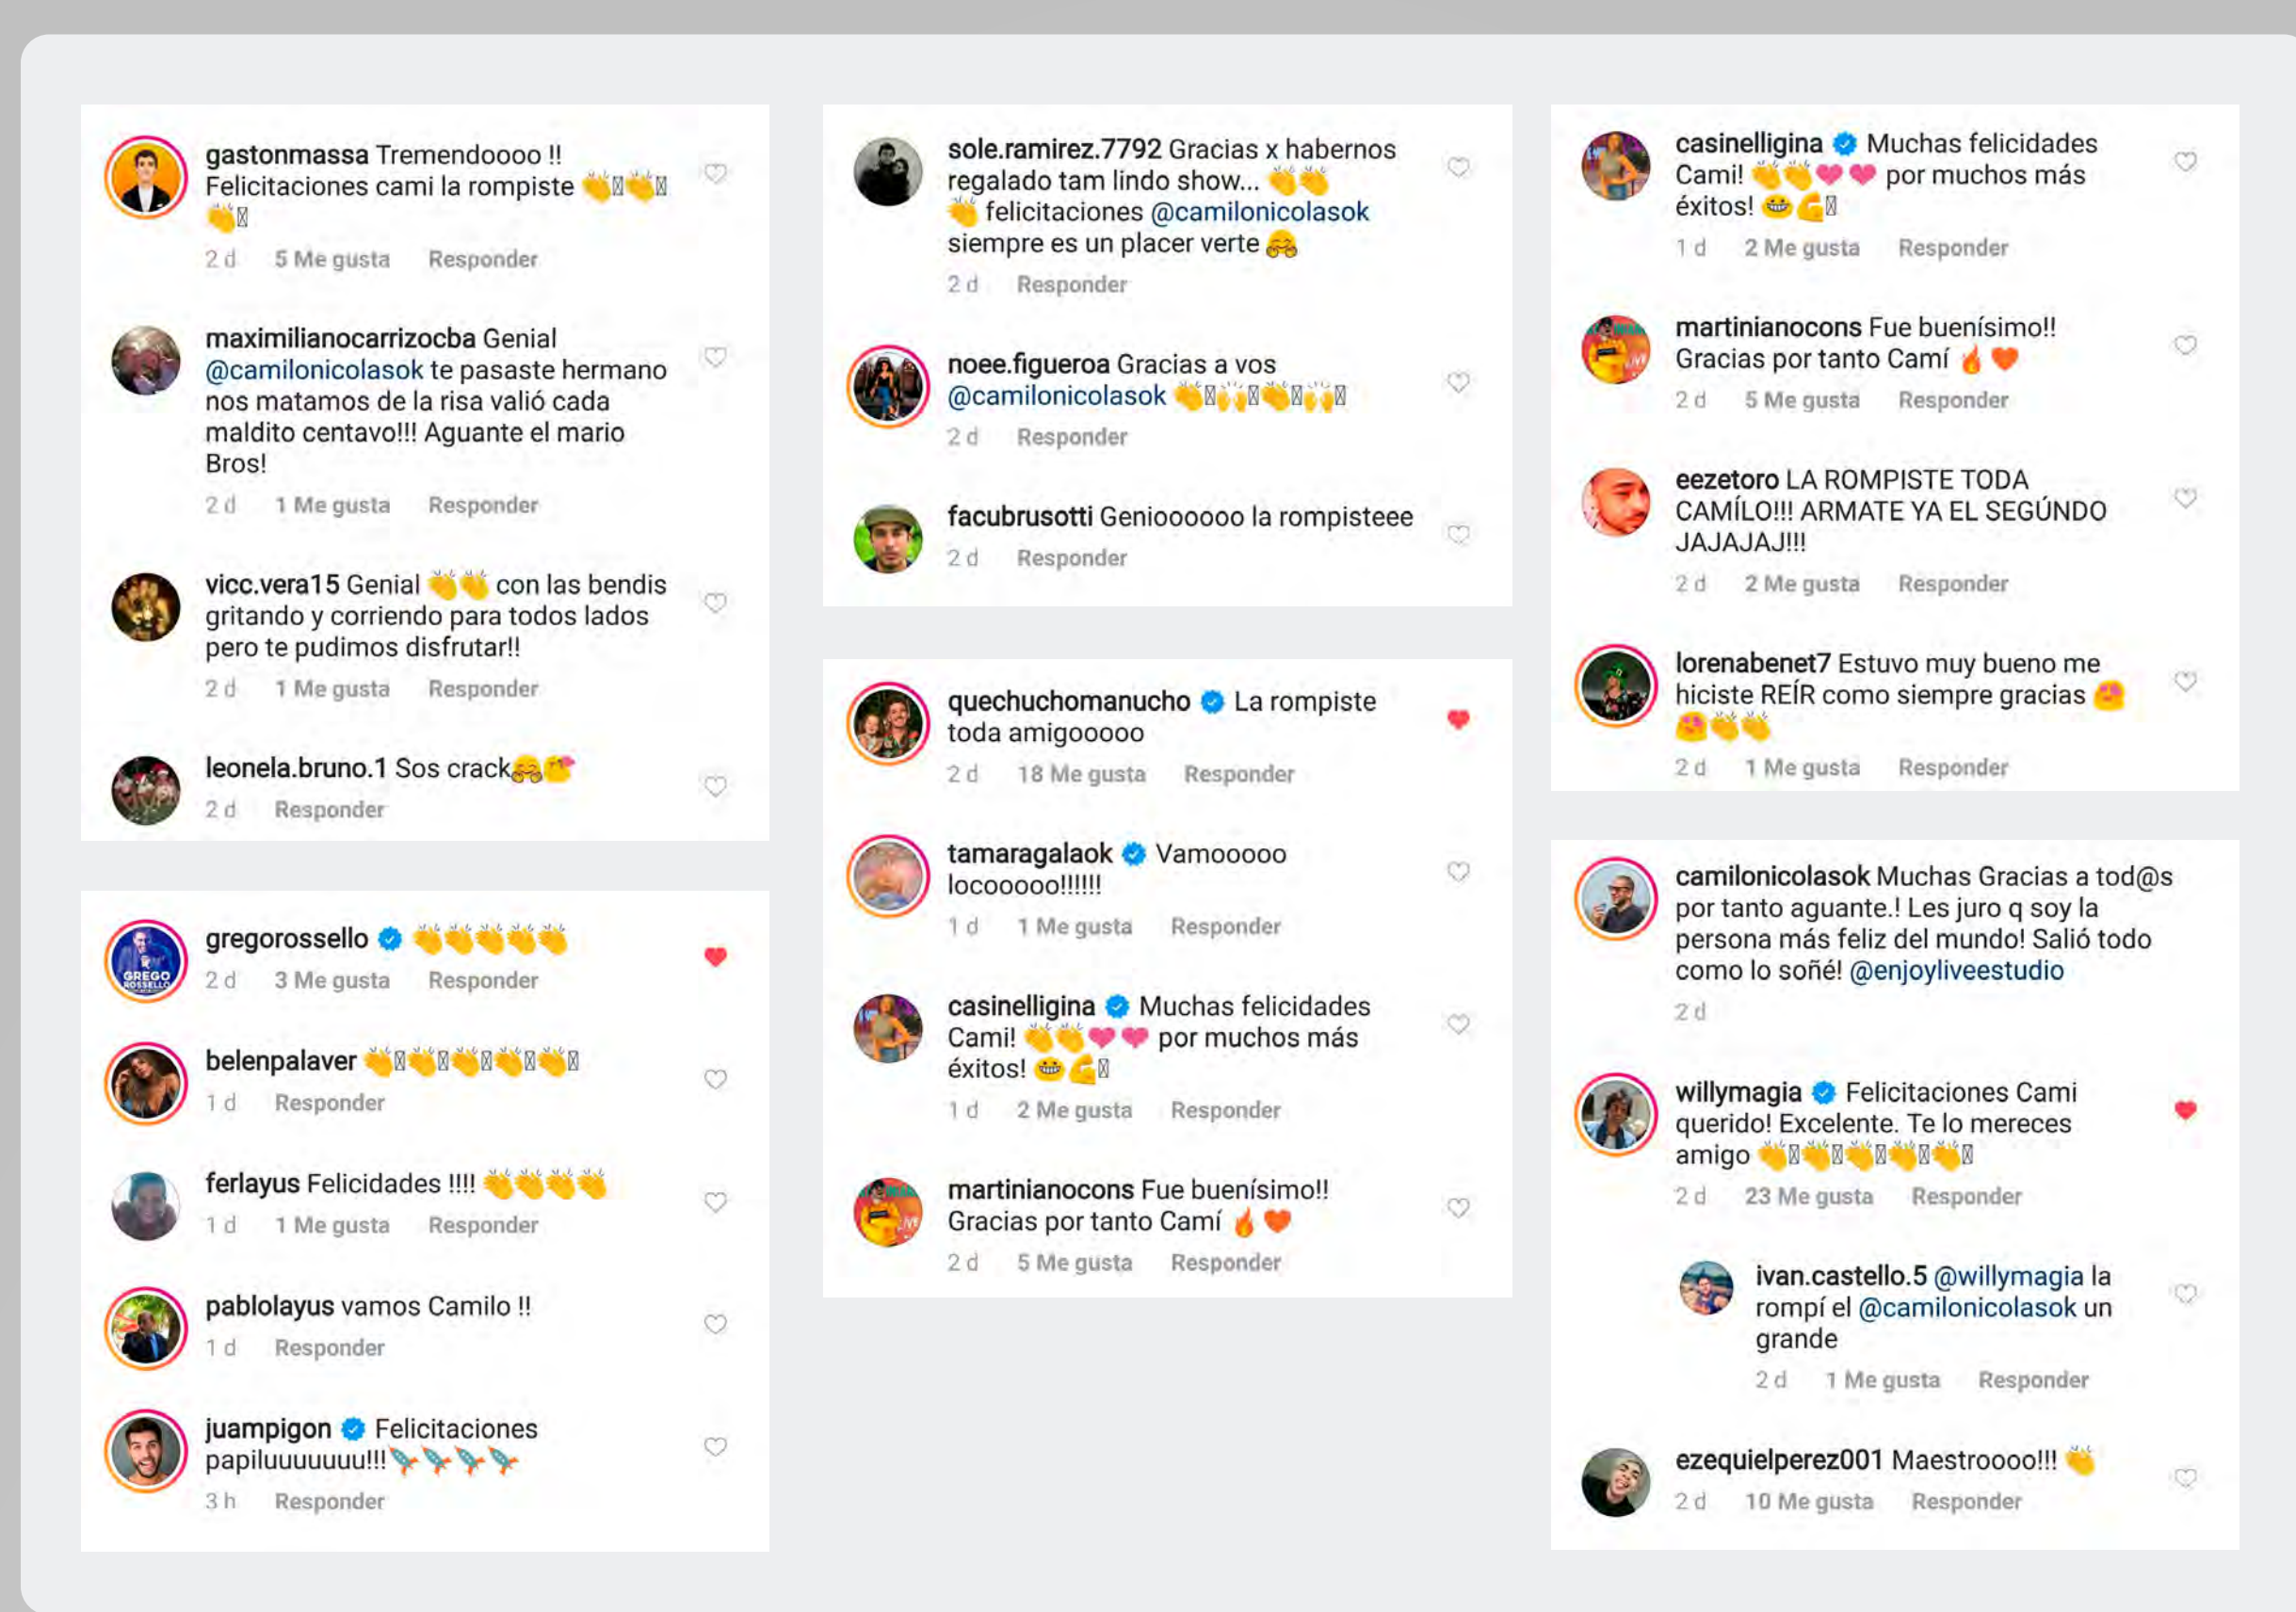 gastonmassa Tremendoooo !!
Felicitaciones cami la rompiste 👏👏
👏
2 d 5 Me gusta Responder
maximilianocarrizocba Genial
@camilonicolasok te pasaste hermano
nos matamos de la risa valió cada
maldito centavo!!! Aguante el mario
Bros!
2 d 1 Me gusta Responder
vicc.vera15 Genial 👏👏 con las bendis
gritando y corriendo para todos lados
pero te pudimos disfrutar!!
2 d 1 Me gusta Responder
leonela.bruno.1 Sos crack🤗😘
2 d Responder
gregorossello 👏👏👏👏👏
GREGO
ROSSELLO
2 d 3 Me gusta Responder
belenpalaver 👏👏👏👏👏
1 d Responder
ferlayus Felicidades !!!! 👏👏👏👏
1 d 1 Me gusta Responder
pablolayus vamos Camilo !!
1 d Responder
juampigon Felicitaciones
papiluuuuuuu!!!🚀🚀🚀🚀
3 h Responder
sole.ramirez.7792 Gracias x habernos
regalado tam lindo show... 👏👏
👏 felicitaciones @camilonicolasok
siempre es un placer verte 🤗
2 d Responder
noee.figueroa Gracias a vos
@camilonicolasok 👏🙌👏🙌
2 d Responder
facubrusotti Genioooooo la rompisteee
2 d Responder
quechuchomanucho La rompiste
toda amigooooo
2 d 18 Me gusta Responder
tamaragalaok Vamooooo
locooooo!!!!!!
1 d 1 Me gusta Responder
casinelligina Muchas felicidades
Cami! 👏👏💗💗 por muchos más
éxitos! 😁💪
1 d 2 Me gusta Responder
martinianocons Fue buenísimo!!
Gracias por tanto Camí 🔥🧡
2 d 5 Me gusta Responder
casinelligina Muchas felicidades
Cami! 👏👏💗💗 por muchos más
éxitos! 😁💪
1 d 2 Me gusta Responder
martinianocons Fue buenísimo!!
Gracias por tanto Camí 🔥🧡
2 d 5 Me gusta Responder
eezetoro LA ROMPISTE TODA
CAMÍLO!!! ARMATE YA EL SEGÚNDO
JAJAJAJ!!!
2 d 2 Me gusta Responder
lorenabenet7 Estuvo muy bueno me
hiciste REÍR como siempre gracias 😍
😍👏👏
2 d 1 Me gusta Responder
camilonicolasok Muchas Gracias a tod@s
por tanto aguante.! Les juro q soy la
persona más feliz del mundo! Salió todo
como lo soñé! @enjoyliveestudio
2 d
willymagia Felicitaciones Cami
querido! Excelente. Te lo mereces
amigo 👏👏👏👏👏
2 d 23 Me gusta Responder
ivan.castello.5 @willymagia la
rompí el @camilonicolasok un
grande
2 d 1 Me gusta Responder
ezequielperez001 Maestroooo!!! 👏
2 d 10 Me gusta Responder